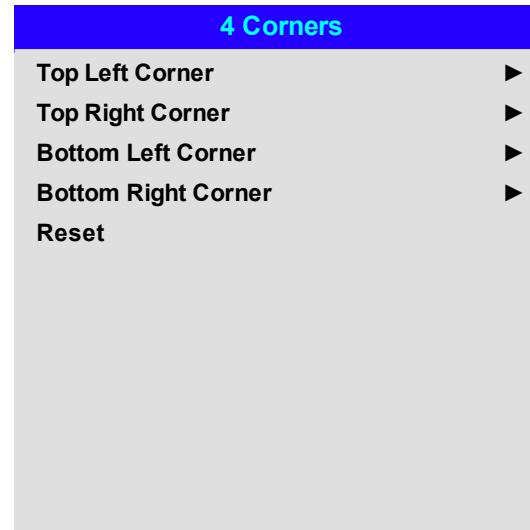 4 Corners
Top Left Corner ►
Top Right Corner ►
Bottom Left Corner ►
Bottom Right Corner ►
Reset